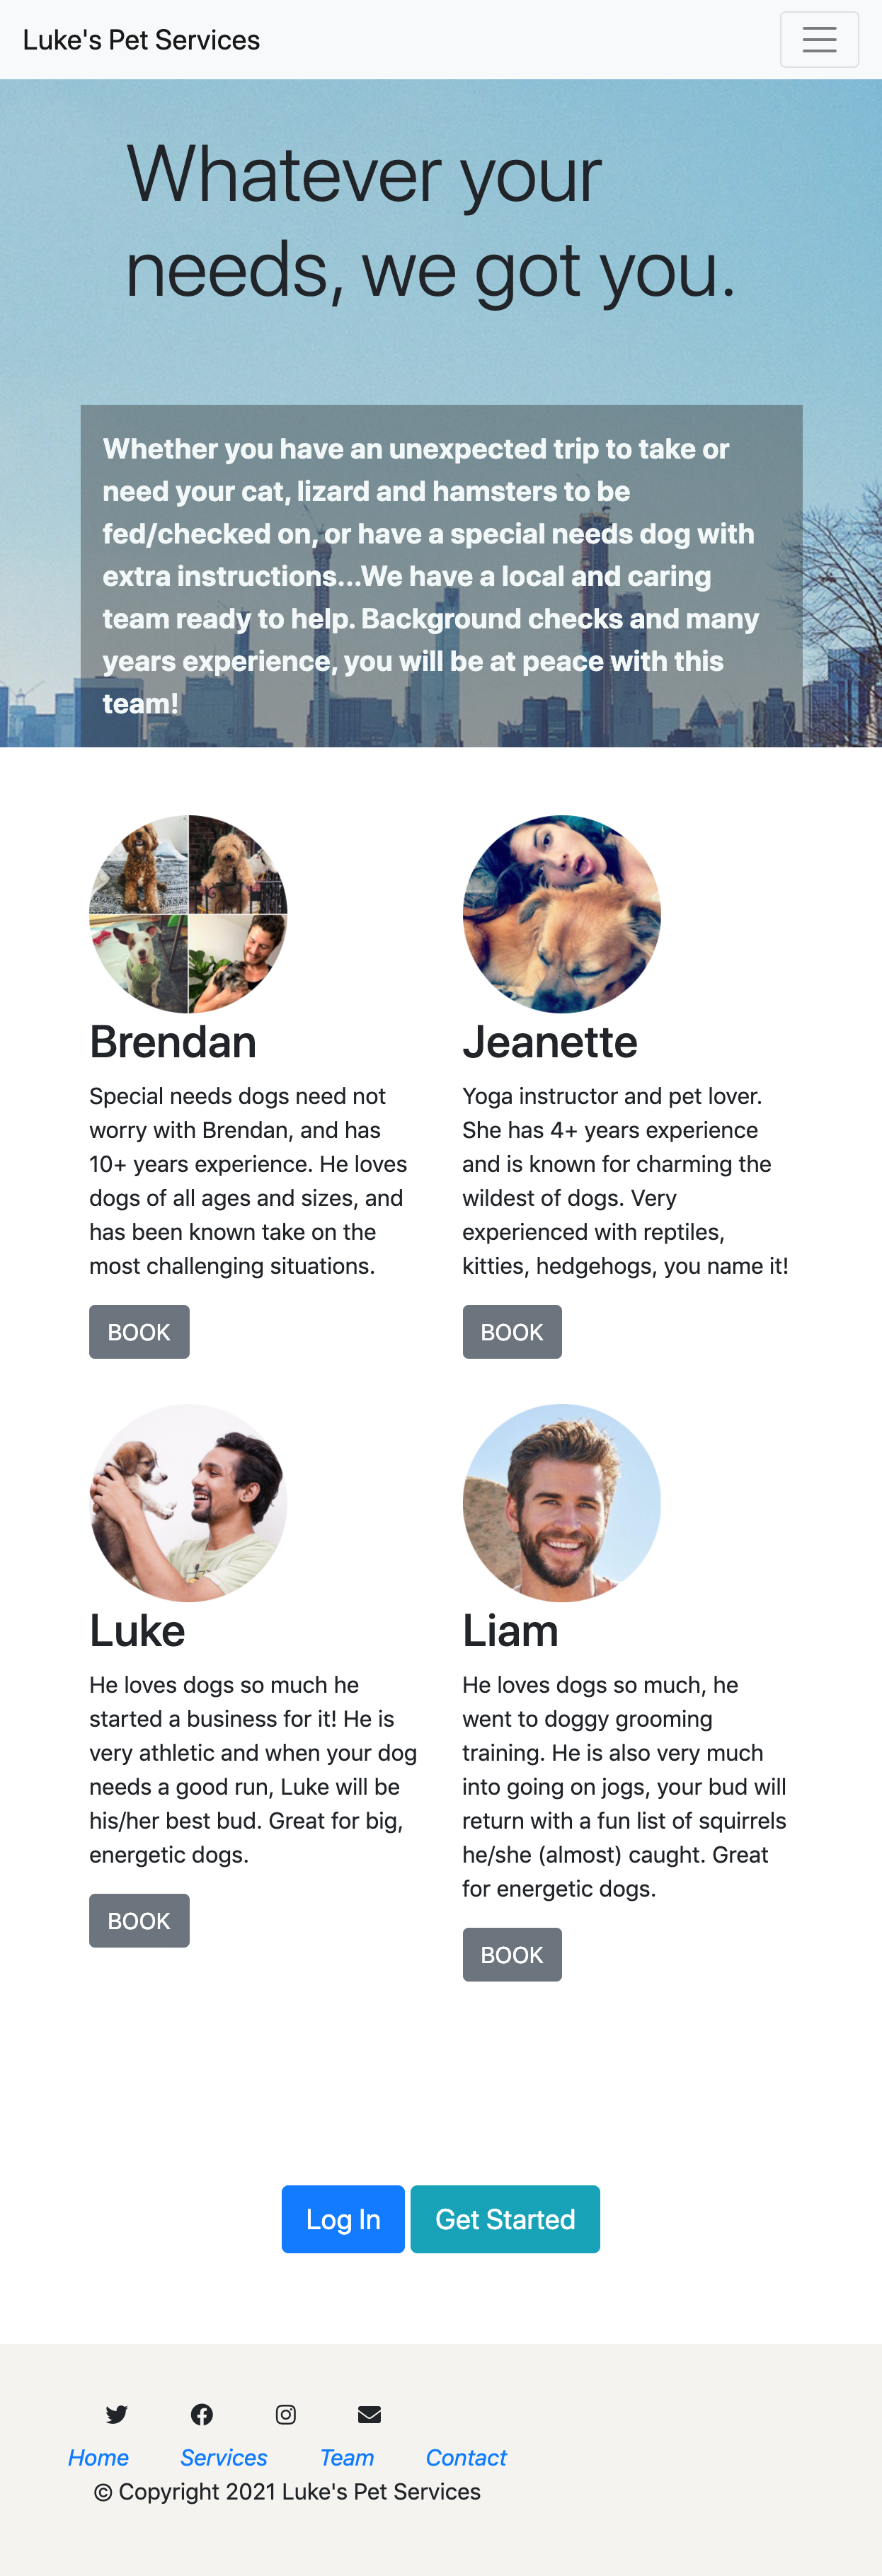 Luke's Pet Services
Whatever your
needs, we got you.
Whether you have an unexpected trip to take or
need your cat, lizard and hamsters to be
fed/checked on, or have a special needs dog with
extra instructions...We have a local and caring
team ready to help. Background checks and many
years experience, you will be at peace with this
team!
Brendan
Special needs dogs need not
worry with Brendan, and has
10+ years experience. He loves
dogs of all ages and sizes, and
has been known take on the
most challenging situations.
BOOK
Jeanette
Yoga instructor and pet lover.
She has 4+ years experience
and is known for charming the
wildest of dogs. Very
experienced with reptiles,
kitties, hedgehogs, you name it!
BOOK
Luke
He loves dogs so much he
started a business for it! He is
very athletic and when your dog
needs a good run, Luke will be
his/her best bud. Great for big,
energetic dogs.
BOOK
Liam
He loves dogs so much, he
went to doggy grooming
training. He is also very much
into going on jogs, your bud will
return with a fun list of squirrels
he/she (almost) caught. Great
for energetic dogs.
BOOK
Log In Get Started
Home Services Team Contact
© Copyright 2021 Luke's Pet Services